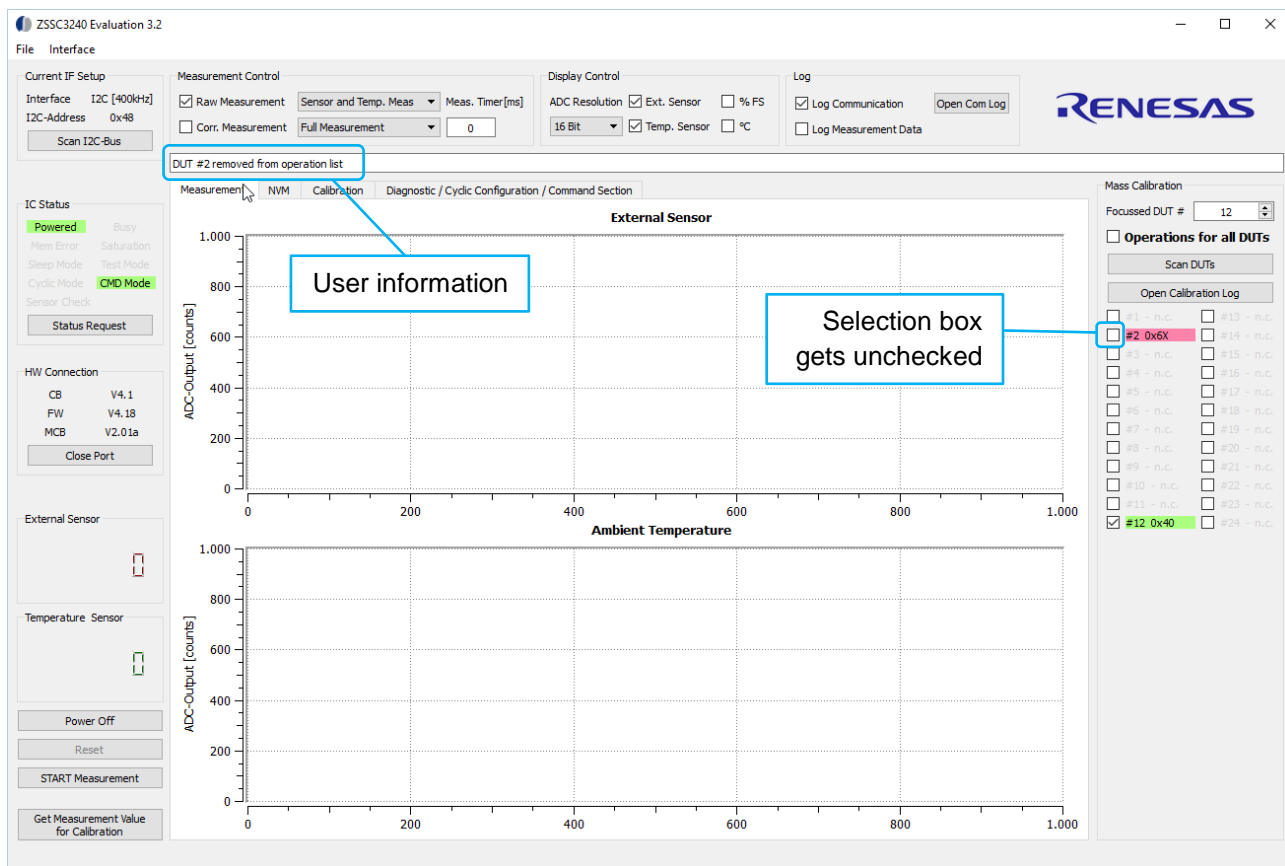 ZSSC3240 Evaluation 3.2
File Interface
Current IF Setup
Interface I2C [400kHz]
I2C-Address 0x48
Scan I2C-Bus
Measurement Control
Raw Measurement Sensor and Temp. Meas Meas. Timer[ms]
Corr. Measurement Full Measurement 0
Display Control
ADC Resolution Ext. Sensor % FS
16 Bit Temp. Sensor °C
Log
Log Communication Open Com Log
Log Measurement Data
RENESAS
DUT #2 removed from operation list
Measurement NVM Calibration Diagnostic / Cyclic Configuration / Command Section
IC Status
Powered Busy
Mem Error Saturation
Sleep Mode Test Mode
Cyclic Mode CMD Mode
Sensor Check
Status Request
HW Connection
CB V4.1
FW V4.18
MCB V2.01a
Close Port
External Sensor
0
Temperature Sensor
0
Power Off
Reset
START Measurement
Get Measurement Value
for Calibration
External Sensor
1.000
800
600
400
200
0
ADC-Output [counts]
0 200 400 600 800 1.000
User information
Selection box
gets unchecked
Ambient Temperature
1.000
800
600
400
200
0
ADC-Output [counts]
0 200 400 600 800 1.000
Mass Calibration
Focussed DUT # 12
Operations for all DUTs
Scan DUTs
Open Calibration Log
#1 - n.c. #13 - n.c.
#2 0x6X #14 - n.c.
#3 - n.c. #15 - n.c.
#4 - n.c. #16 - n.c.
#5 - n.c. #17 - n.c.
#6 - n.c. #18 - n.c.
#7 - n.c. #19 - n.c.
#8 - n.c. #20 - n.c.
#9 - n.c. #21 - n.c.
#10 - n.c. #22 - n.c.
#11 - n.c. #23 - n.c.
#12 0x40 #24 - n.c.